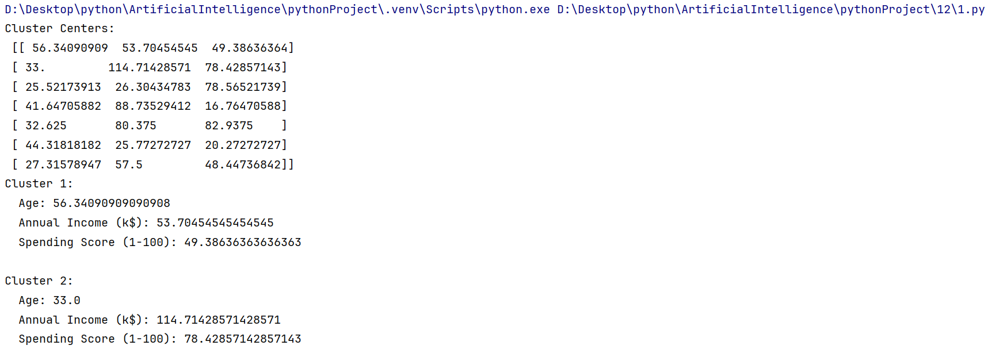 D:\Desktop\python\ArtificialIntelligence\pythonProject\.venv\Scripts\python.exe D:\Desktop\python\ArtificialIntelligence\pythonProject\12\1.py
Cluster Centers:
 [[ 56.34090909  53.70454545  49.38636364]
 [ 33.         114.71428571  78.42857143]
 [ 25.52173913  26.30434783  78.56521739]
 [ 41.64705882  88.73529412  16.76470588]
 [ 32.625       80.375       82.9375    ]
 [ 44.31818182  25.77272727  20.27272727]
 [ 27.31578947  57.5         48.44736842]]
Cluster 1:
  Age: 56.34090909090908
  Annual Income (k$): 53.70454545454545
  Spending Score (1-100): 49.38636363636363

Cluster 2:
  Age: 33.0
  Annual Income (k$): 114.71428571428571
  Spending Score (1-100): 78.42857142857143